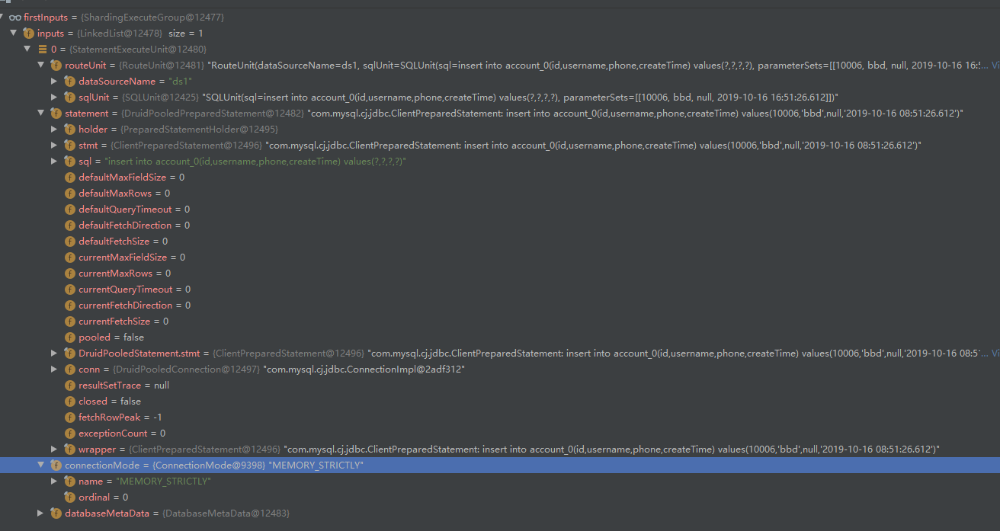 firstInputs = {ShardingExecuteGroup@12477}
inputs = {LinkedList@12478} size = 1
0 = {StatementExecuteUnit@12480}
routeUnit = {RouteUnit@12481} "RouteUnit(dataSourceName=ds1, sqlUnit=SQLUnit(sql=insert into account_0(id,username,phone,createTime) values(?,?,?,?), parameterSets=[[10006, bbd, null, 2019-10-16 16:5... Vi
dataSourceName = "ds1"
sqlUnit = {SQLUnit@12425} "SQLUnit(sql=insert into account_0(id,username,phone,createTime) values(?,?,?,?), parameterSets=[[10006, bbd, null, 2019-10-16 16:51:26.612]])"
statement = {DruidPooledPreparedStatement@12482} "com.mysql.cj.jdbc.ClientPreparedStatement: insert into account_0(id,username,phone,createTime) values(10006,'bbd',null,'2019-10-16 08:51:26.612')"
holder = {PreparedStatementHolder@12495}
stmt = {ClientPreparedStatement@12496} "com.mysql.cj.jdbc.ClientPreparedStatement: insert into account_0(id,username,phone,createTime) values(10006,'bbd',null,'2019-10-16 08:51:26.612')"
sql = "insert into account_0(id,username,phone,createTime) values(?,?,?,?)"
defaultMaxFieldSize = 0
defaultMaxRows = 0
defaultQueryTimeout = 0
defaultFetchDirection = 0
defaultFetchSize = 0
currentMaxFieldSize = 0
currentMaxRows = 0
currentQueryTimeout = 0
currentFetchDirection = 0
currentFetchSize = 0
pooled = false
DruidPooledStatement.stmt = {ClientPreparedStatement@12496} "com.mysql.cj.jdbc.ClientPreparedStatement: insert into account_0(id,username,phone,createTime) values(10006,'bbd',null,'2019-10-16 08:51... Vi
conn = {DruidPooledConnection@12497} "com.mysql.cj.jdbc.ConnectionImpl@2adf312"
resultSetTrace = null
closed = false
fetchRowPeak = -1
exceptionCount = 0
wrapper = {ClientPreparedStatement@12496} "com.mysql.cj.jdbc.ClientPreparedStatement: insert into account_0(id,username,phone,createTime) values(10006,'bbd',null,'2019-10-16 08:51:26.612')"
connectionMode = {ConnectionMode@9398} "MEMORY_STRICTLY"
name = "MEMORY_STRICTLY"
ordinal = 0
databaseMetaData = {DatabaseMetaData@12483}